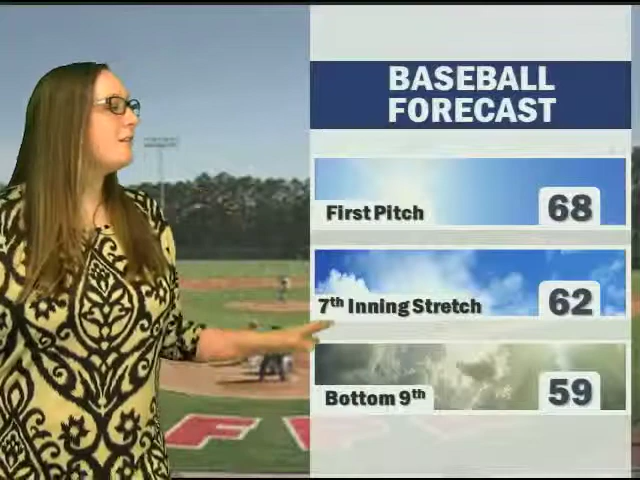 BASEBALL
FORECAST
First Pitch 68
7th Inning Stretch 62
Bottom 9th 59